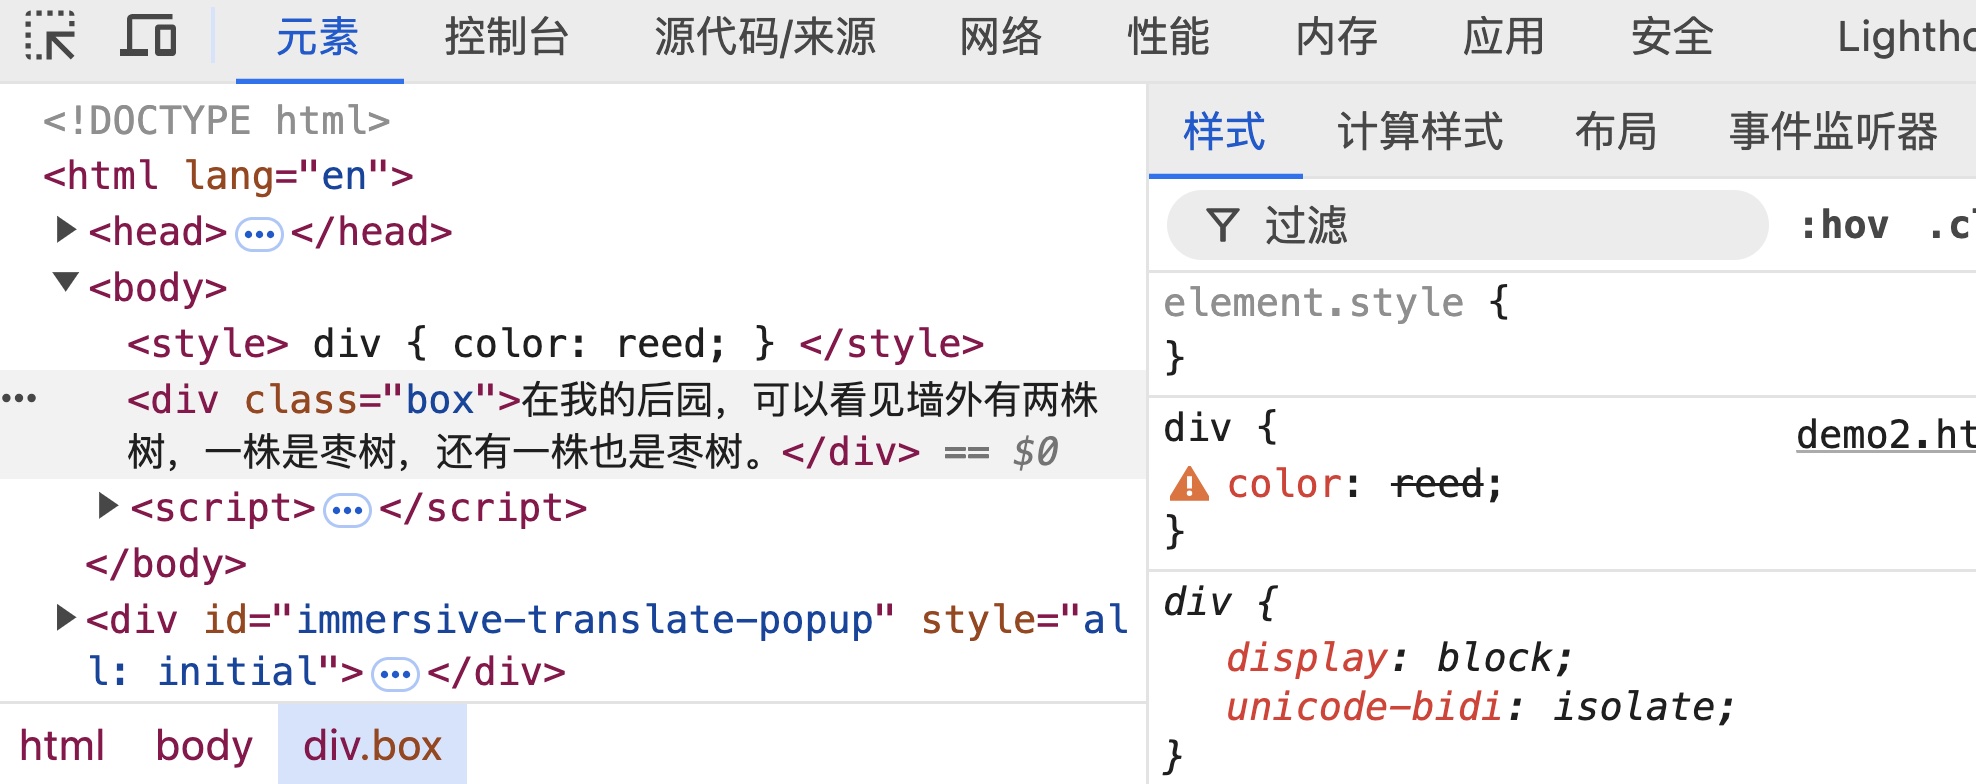 元素 控制台 源代码/来源 网络 性能 内存 应用 安全 Lighthc
<!DOCTYPE html>
<html lang="en">
<head> ••• </head>
<body>
<style> div { color: reed; } </style>
••• <div class="box">在我的后园，可以看见墙外有两株
树，一株是枣树，还有一株也是枣树。</div> == $0
<script> ••• </script>
</body>
<div id="immersive-translate-popup" style="al
l: initial"> ••• </div>
html body div.box
样式 计算样式 布局 事件监听器
过滤 :hov .cl
element.style {
}
div { demo2.ht
color: reed;
}
div {
display: block;
unicode-bidi: isolate;
}